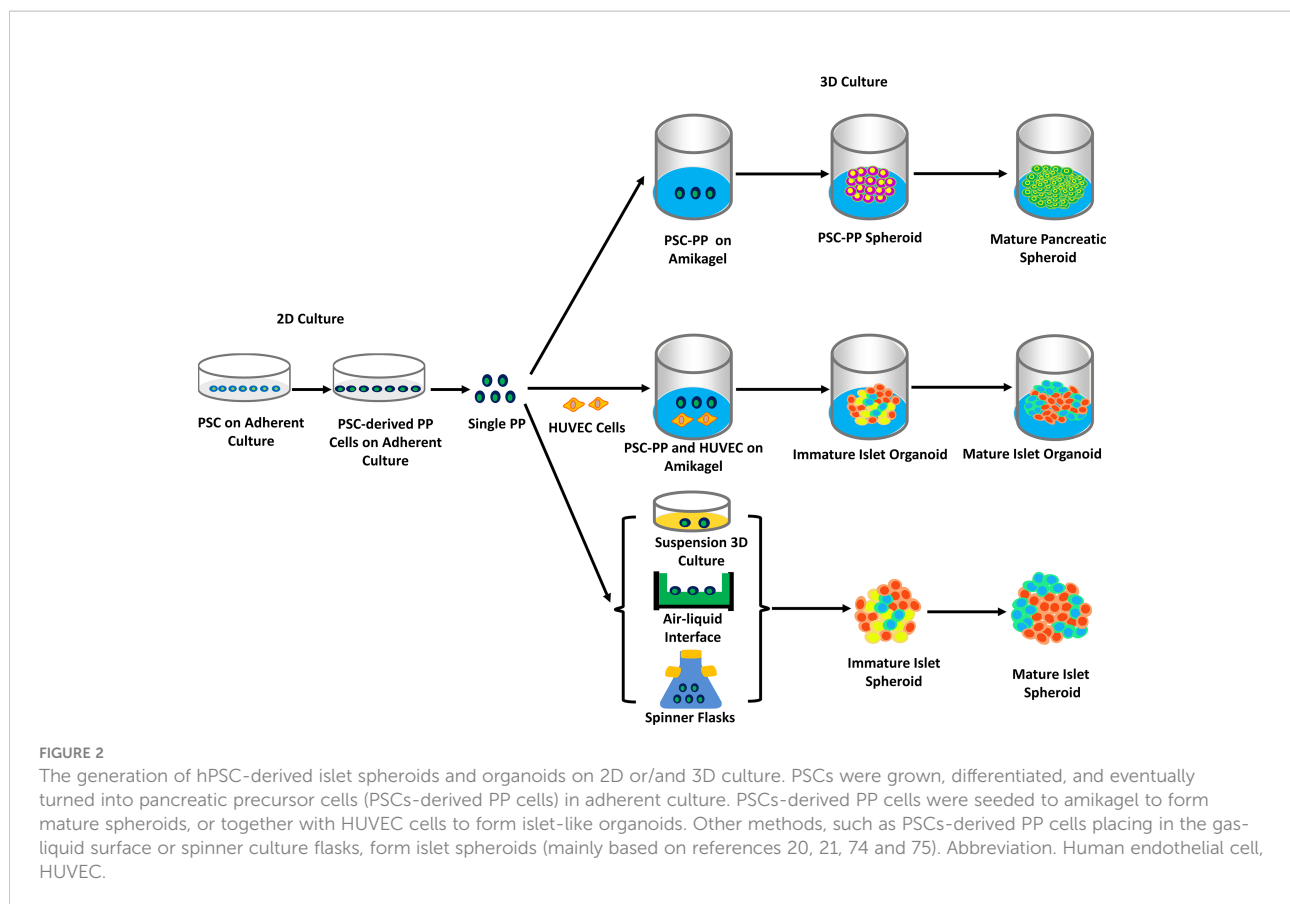 3D Culture
PSC-PP on
Amikagel
PSC-PP Spheroid
Mature Pancreatic
Spheroid
2D Culture
PSC on Adherent
Culture
PSC-derived PP
Cells on Adherent
Culture
Single PP
HUVEC Cells
PSC-PP and HUVEC on
Amikagel
Immature Islet Organoid
Mature Islet Organoid
Suspension 3D
Culture
Air-liquid
Interface
Spinner Flasks
Immature Islet
Spheroid
Mature Islet
Spheroid
FIGURE 2
The generation of hPSC-derived islet spheroids and organoids on 2D or/and 3D culture. PSCs were grown, differentiated, and eventually
turned into pancreatic precursor cells (PSCs-derived PP cells) in adherent culture. PSCs-derived PP cells were seeded to amikagel to form
mature spheroids, or together with HUVEC cells to form islet-like organoids. Other methods, such as PSCs-derived PP cells placing in the gas-
liquid surface or spinner culture flasks, form islet spheroids (mainly based on references 20, 21, 74 and 75). Abbreviation. Human endothelial cell,
HUVEC.